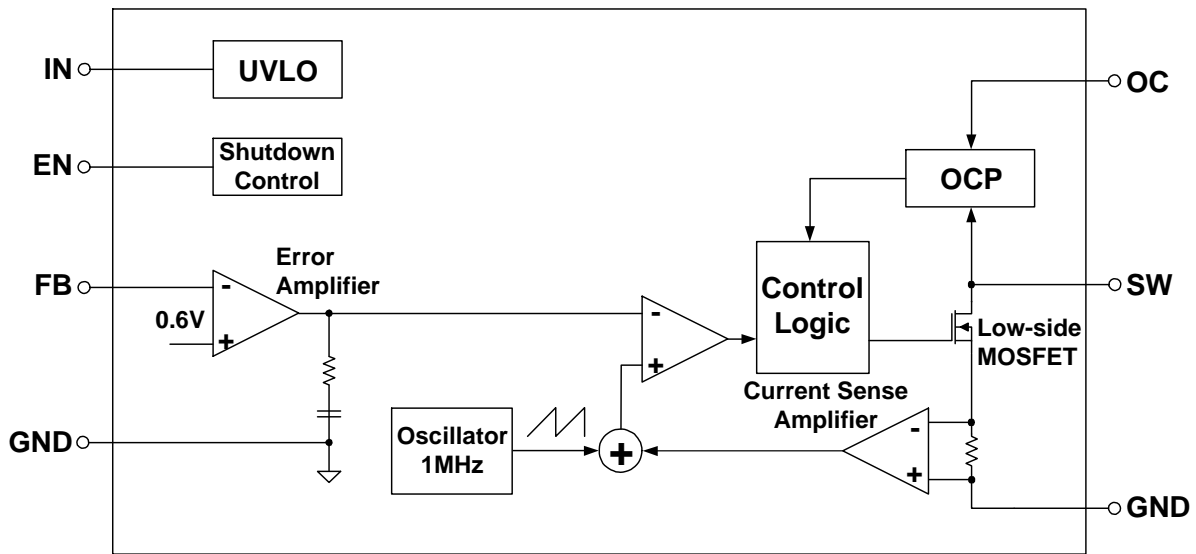 IN
UVLO
OC
EN
Shutdown
Control
OCP
FB
-
Error
Amplifier
0.6V
+
-
+
Control
Logic
SW
Low-side
MOSFET
Current Sense
Amplifier
GND
Oscillator
1MHz
+
-
+
GND